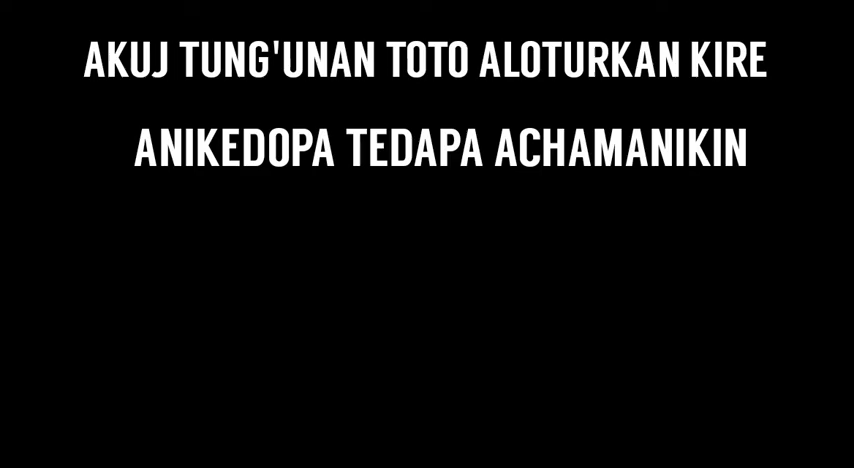 AKUJ TUNG'UNAN TOTO ALOTURKAN KIRE
ANIKEDOPA TEDAPA ACHAMANIKIN